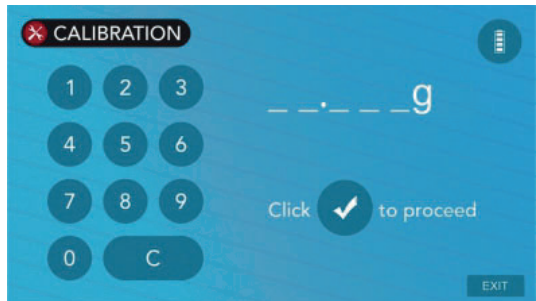 CALIBRATION
1 2 3
_ _._ _ _g
4 5 6
7 8 9
Click to proceed
0 C
EXIT